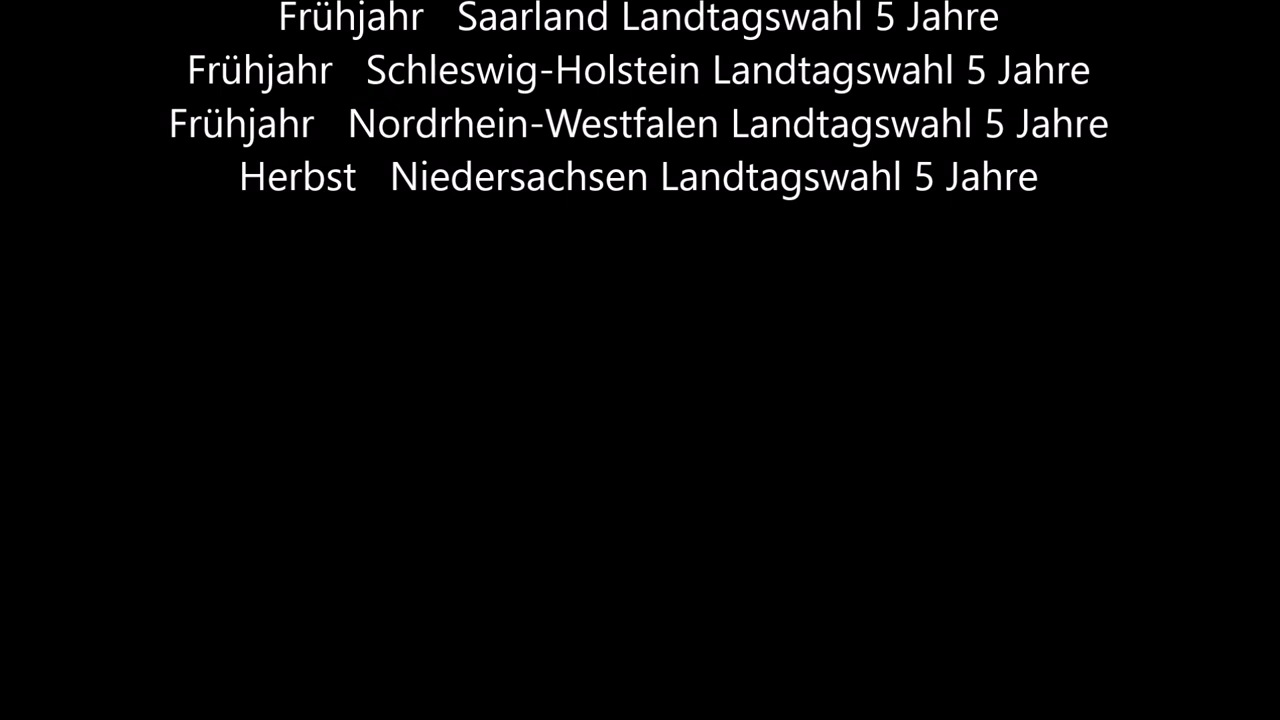 Frühjahr   Saarland Landtagswahl 5 Jahre
Frühjahr   Schleswig-Holstein Landtagswahl 5 Jahre
Frühjahr   Nordrhein-Westfalen Landtagswahl 5 Jahre
Herbst   Niedersachsen Landtagswahl 5 Jahre